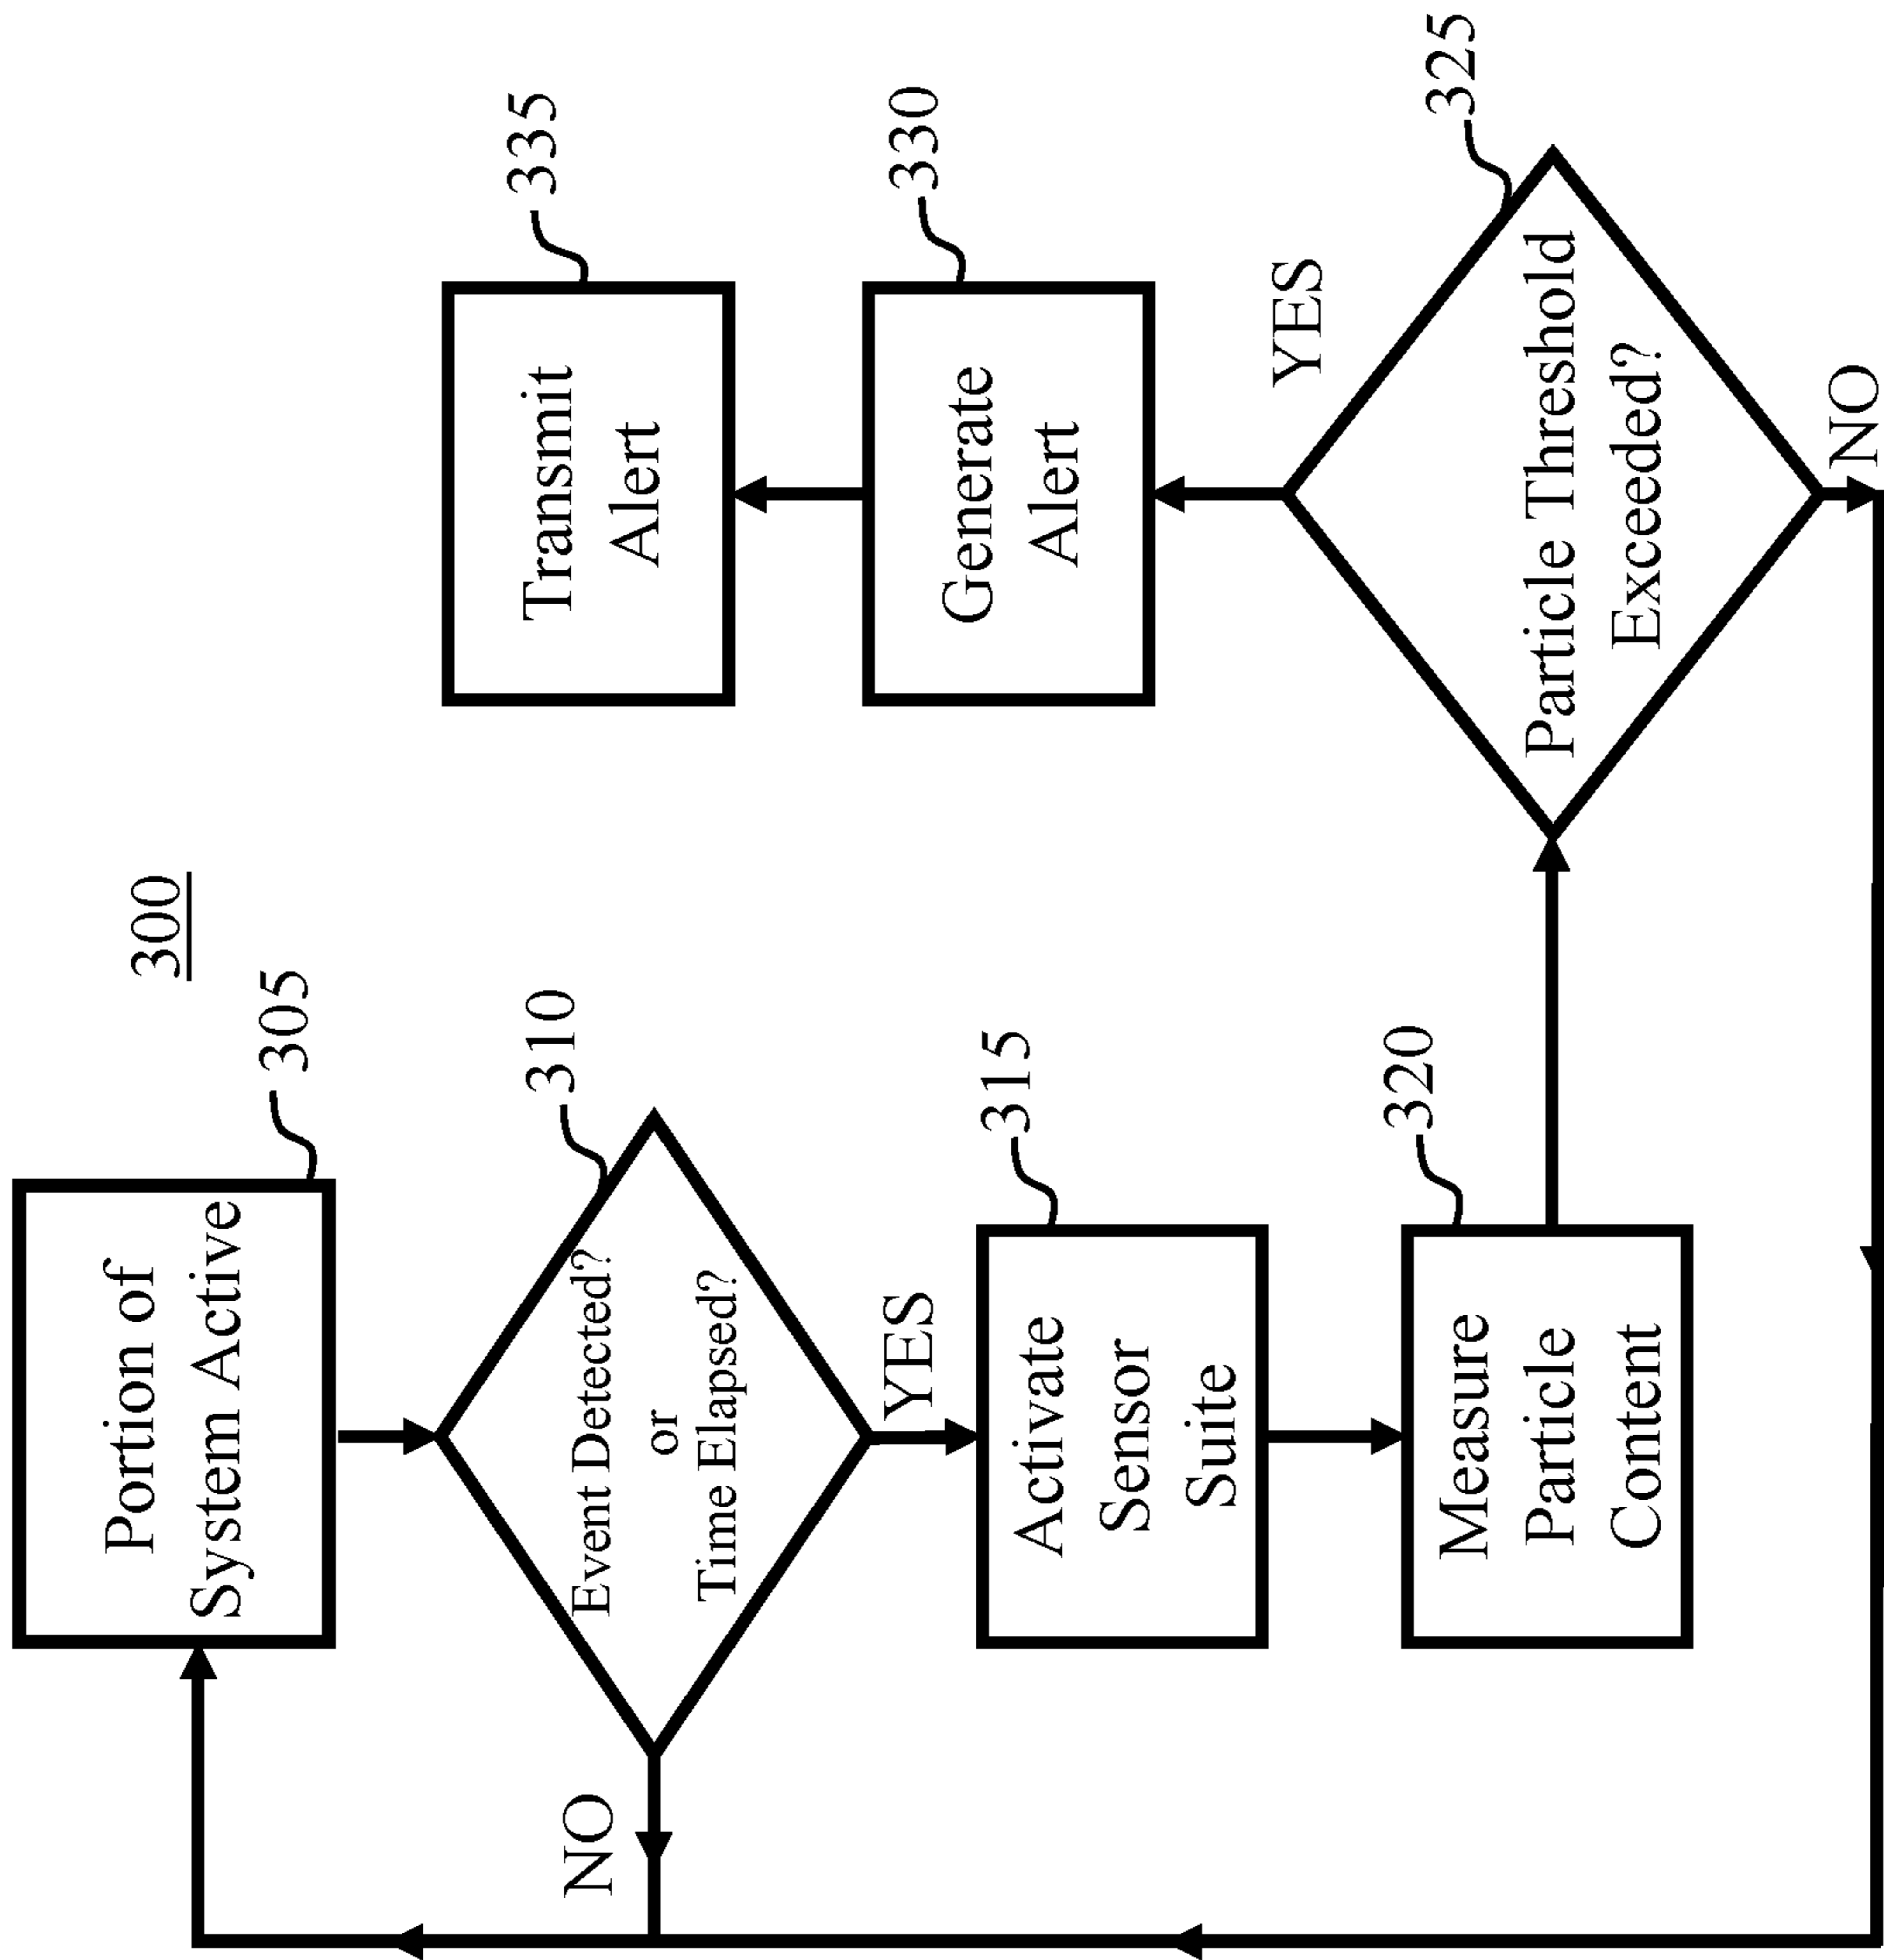 300
305
Portion of
System Active
310
Event Detected?
or
Time Elapsed?
NO
YES
315
Activate
Sensor
Suite
320
Measure
Particle
Content
325
Particle Threshold
Exceeded?
YES
NO
330
Generate
Alert
335
Transmit
Alert